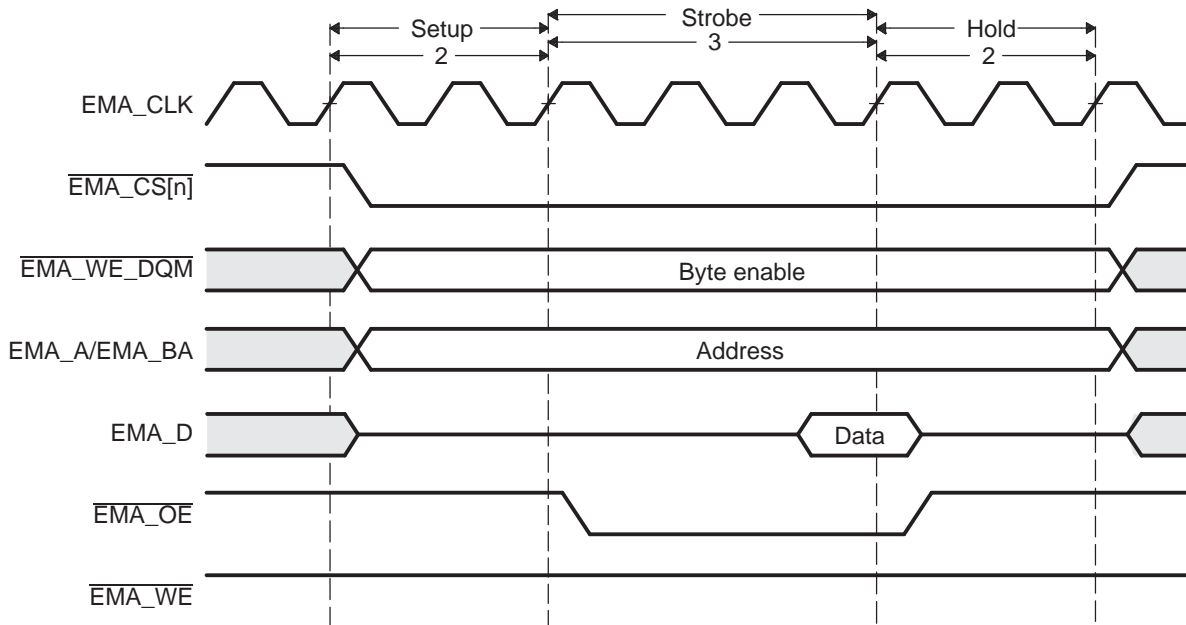 Setup
2
Strobe
3
Hold
2
EMA_CLK
EMA_CS[n]
EMA_WE_DQM
Byte enable
EMA_A/EMA_BA
Address
EMA_D
Data
EMA_OE
EMA_WE